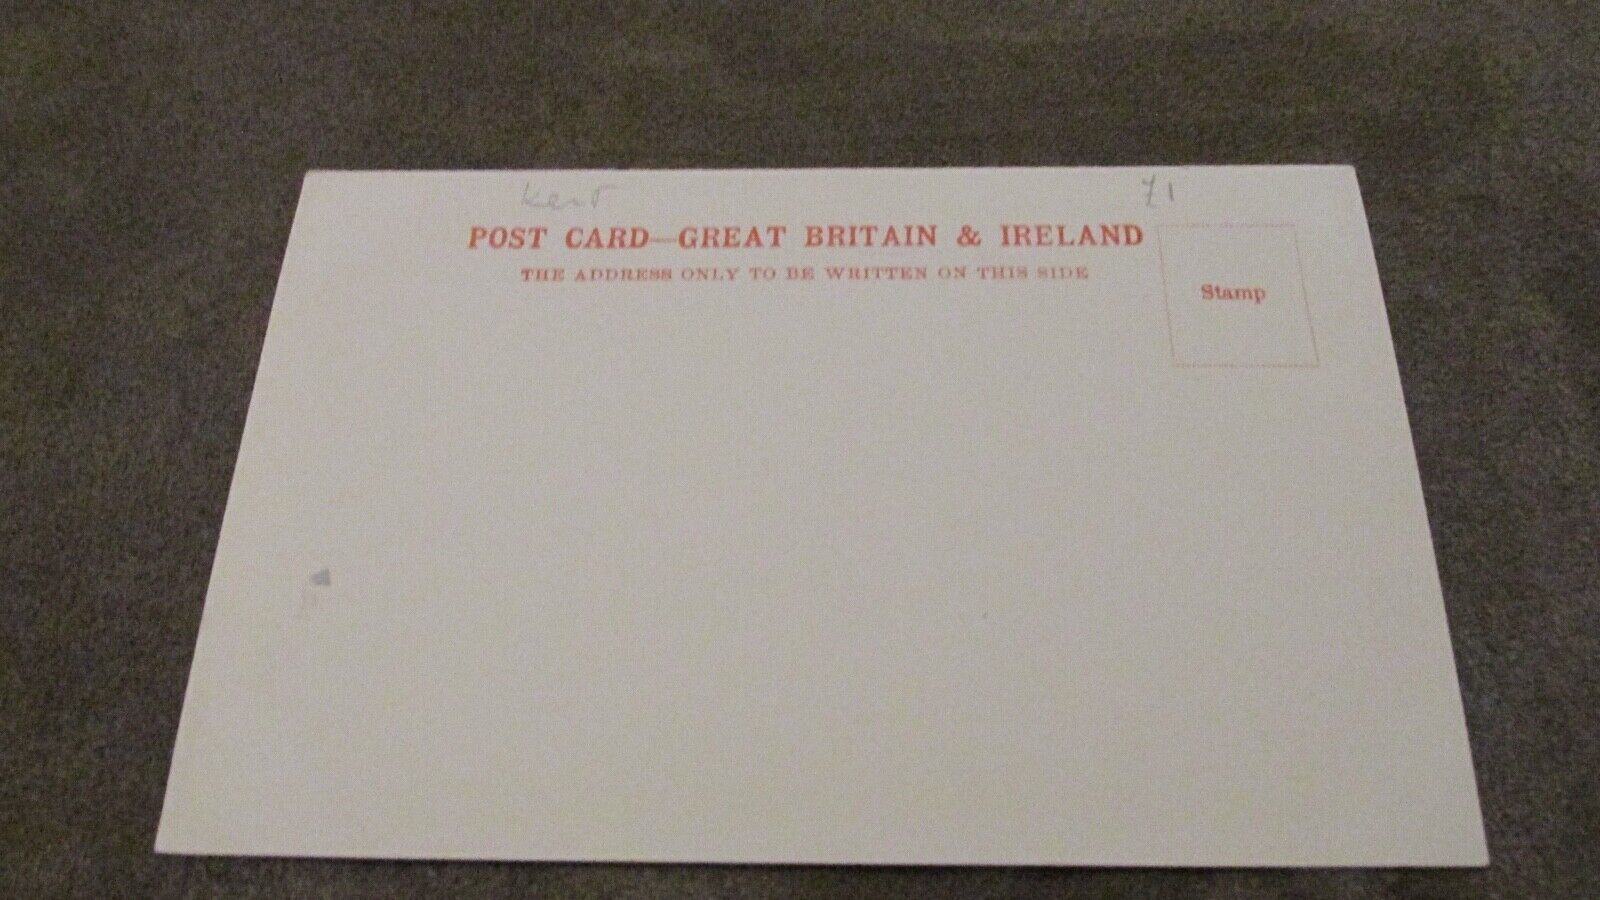 Kent
71
POST CARD—GREAT BRITAIN & IRELAND
THE ADDRESS ONLY TO BE WRITTEN ON THIS SIDE
Stamp